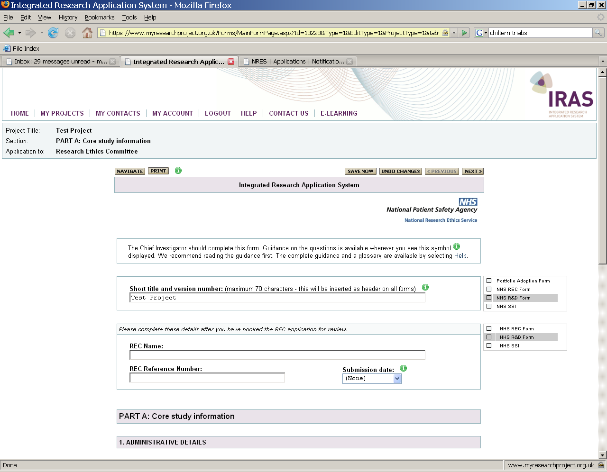 Integrated Research Application System - Mozilla Firefox
File Edit View History Bookmarks Tools Help
File Index
Inbox: 25 messages unread - m...
Integrated Research Applic...
NRES | Applications - Notificatio...
IRAS
HOME | MY PROJECTS | MY CONTACTS | MY ACCOUNT LOGOUT HELP CONTACT US | E-LEARNING
Project Title: Test Project
Section: PART A: Core study information
Application to: Research Ethics Committee
NAVIGATE PRINT SAVE NOW UNDO CHANGES < PREVIOUS NEXT >
Integrated Research Application System
NHS
National Patient Safety Agency
National Research Ethics Service
The Chief Investigator should complete this form. Guidance on the questions is available wherever you see this symbol
displayed. We recommend reading the guidance first. The complete guidance and a glossary are available by selecting Help.
Short title and version number: (maximum 70 characters - this will be inserted as header on all forms)
Test Project
Portfolio Adoption Form
NHS REC Form
NHS R&D Form
NHS SSI
Please complete these details after you have booked the REC application for review.
REC Name:
NHS REC Form
NHS R&D Form
NHS SSI
REC Reference Number: Submission date:
(None)
PART A: Core study information
1. ADMINISTRATIVE DETAILS
Done
www.myresearchproject.org.uk